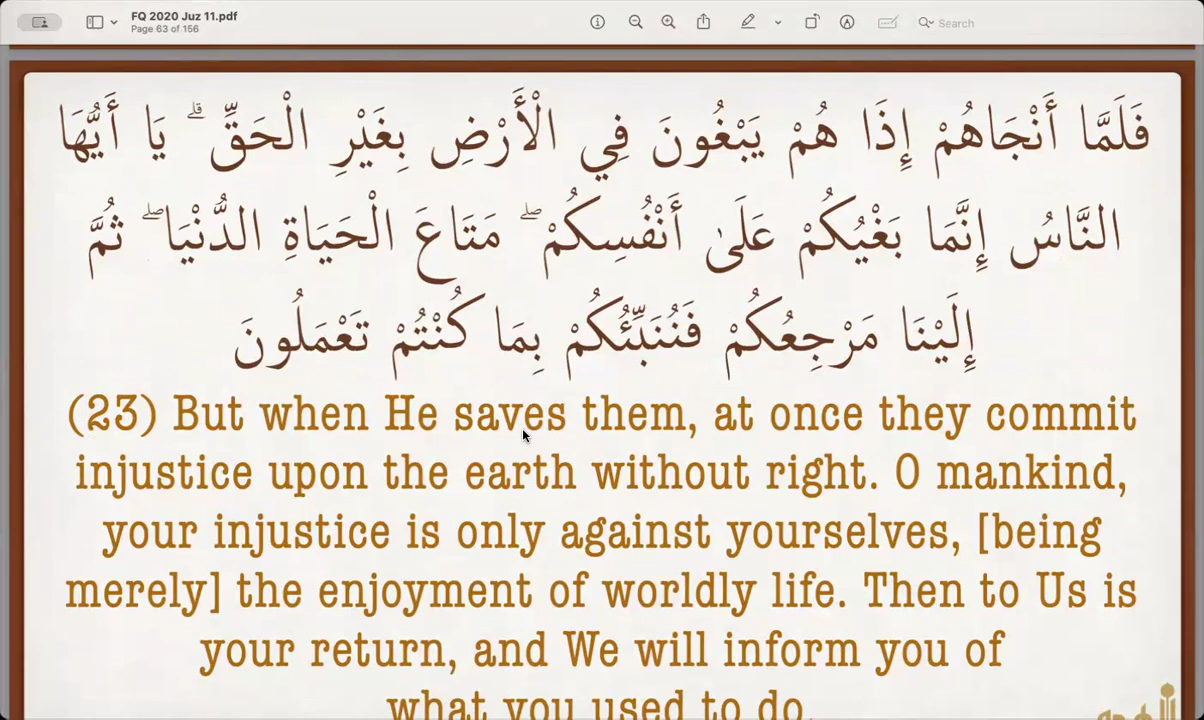 FQ 2020 Juz 11.pdf
Page 63 of 156
Search
فَلَمَّا أَنْجَاهُمْ إِذَا هُمْ يَبْغُونَ فِي الْأَرْضِ بِغَيْرِ الْحَقِّ ۗ يَا أَيُّهَا
النَّاسُ إِنَّمَا بَغْيُكُمْ عَلَىٰ أَنْفُسِكُمْ ۖ مَتَاعَ الْحَيَاةِ الدُّنْيَا ۖ ثُمَّ
إِلَيْنَا مَرْجِعُكُمْ فَنُنَبِّئُكُمْ بِمَا كُنْتُمْ تَعْمَلُونَ
(23) But when He saves them, at once they commit
injustice upon the earth without right. O mankind,
your injustice is only against yourselves, [being
merely] the enjoyment of worldly life. Then to Us is
your return, and We will inform you of
what you used to do.